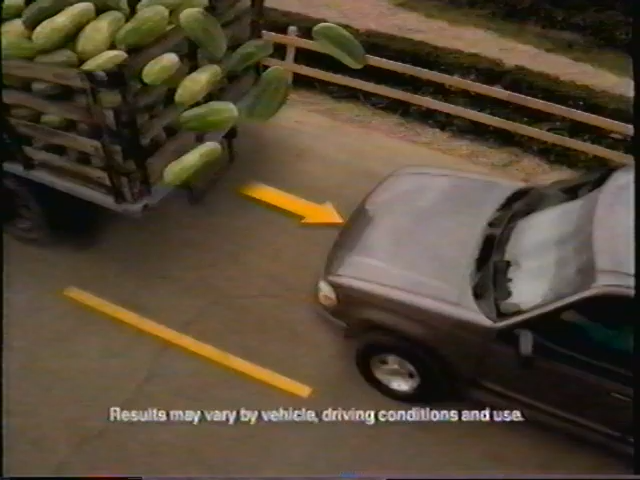 Results may vary by vehicle, driving conditions and use.